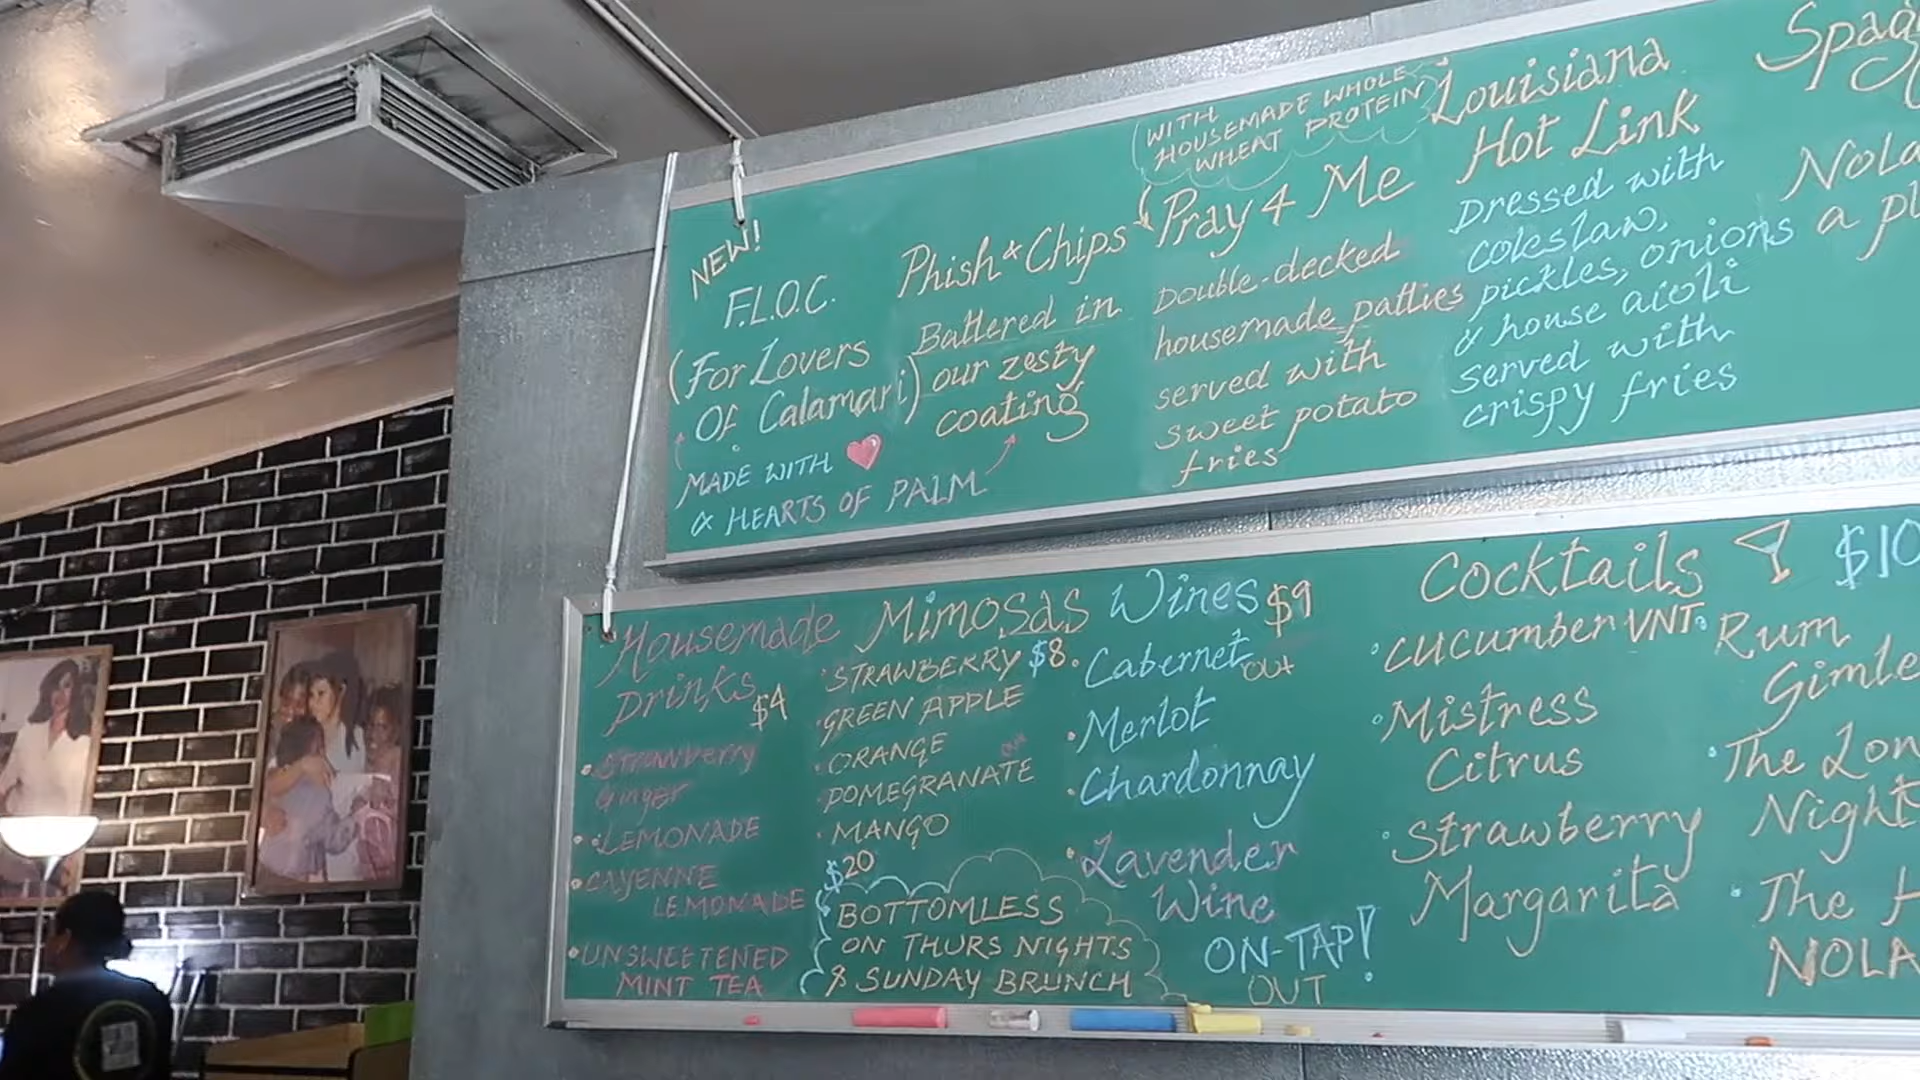 NEW!
F.L.O.C.
(For Lovers
Of Calamari)
MADE WITH
& HEARTS OF PALM
Phish & Chips
Battered in
our zesty
coating
(WITH
HOUSEMADE WHOLE
WHEAT PROTEIN
Pray 4 Me
Double-decked
housemade patties
served with
sweet potato
fries
Louisiana
Hot Link
Dressed with
coleslaw,
pickles, onions
& house aioli
served with
crispy fries
Spag
Nola
a pl
Housemade
Drinks
$4
• Strawberry
Ginger
• LEMONADE
• CAYENNE
LEMONADE
• UNSWEETENED
MINT TEA
Mimosas
• STRAWBERRY $8
• GREEN APPLE
• ORANGE
OUT
• POMEGRANATE
• MANGO
$20
BOTTOMLESS
ON THURS NIGHTS
& SUNDAY BRUNCH
Wines $9
• Cabernet
OUT
• Merlot
• Chardonnay
• Lavender
Wine
ON-TAP!
OUT
Cocktails $10
• CUCUMBER VNT.
• Mistress
Citrus
• Strawberry
Margarita
• Rum
Gimle
• The Lon
Night
• The H
NOLA